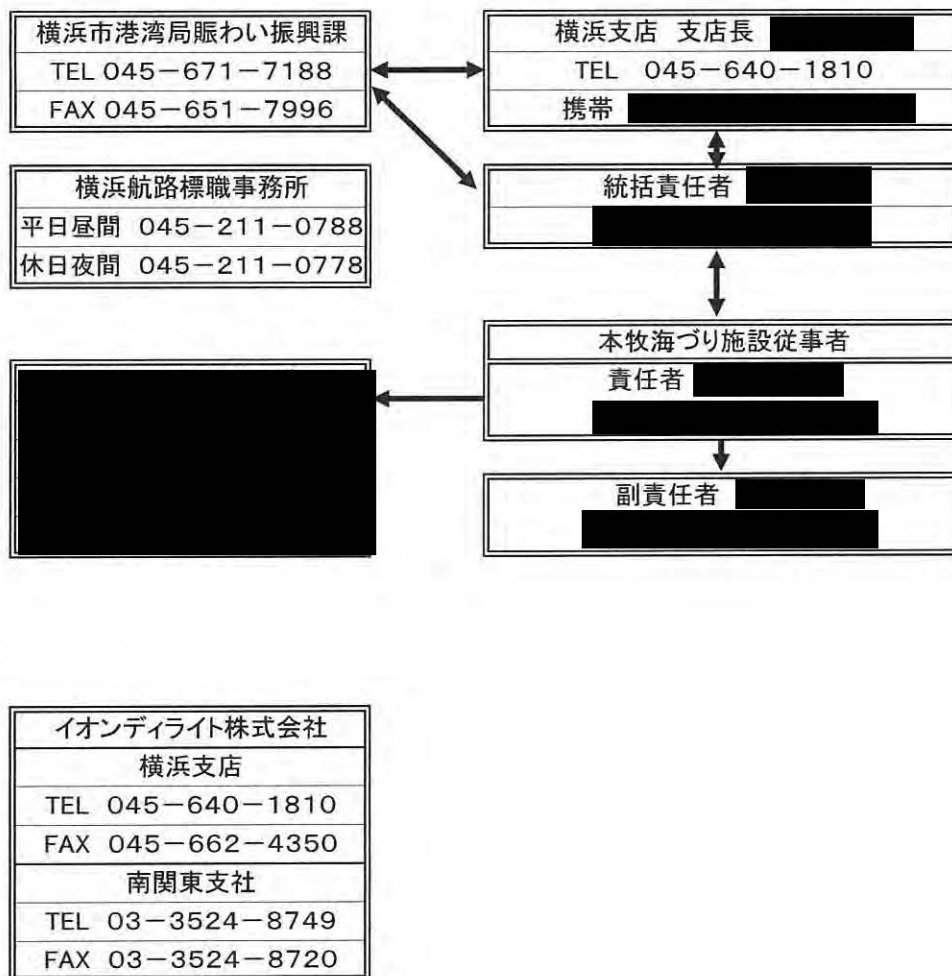 横浜市港湾局賑わい振興課
TEL 045-671-7188
FAX 045-651-7996
横浜支店 支店長
TEL 045-640-1810
携帯
横浜航路標職事務所
平日昼間 045-211-0788
休日夜間 045-211-0778
統括責任者
本牧海づり施設従事者
責任者
副責任者
イオンディライト株式会社
横浜支店
TEL 045-640-1810
FAX 045-662-4350
南関東支社
TEL 03-3524-8749
FAX 03-3524-8720